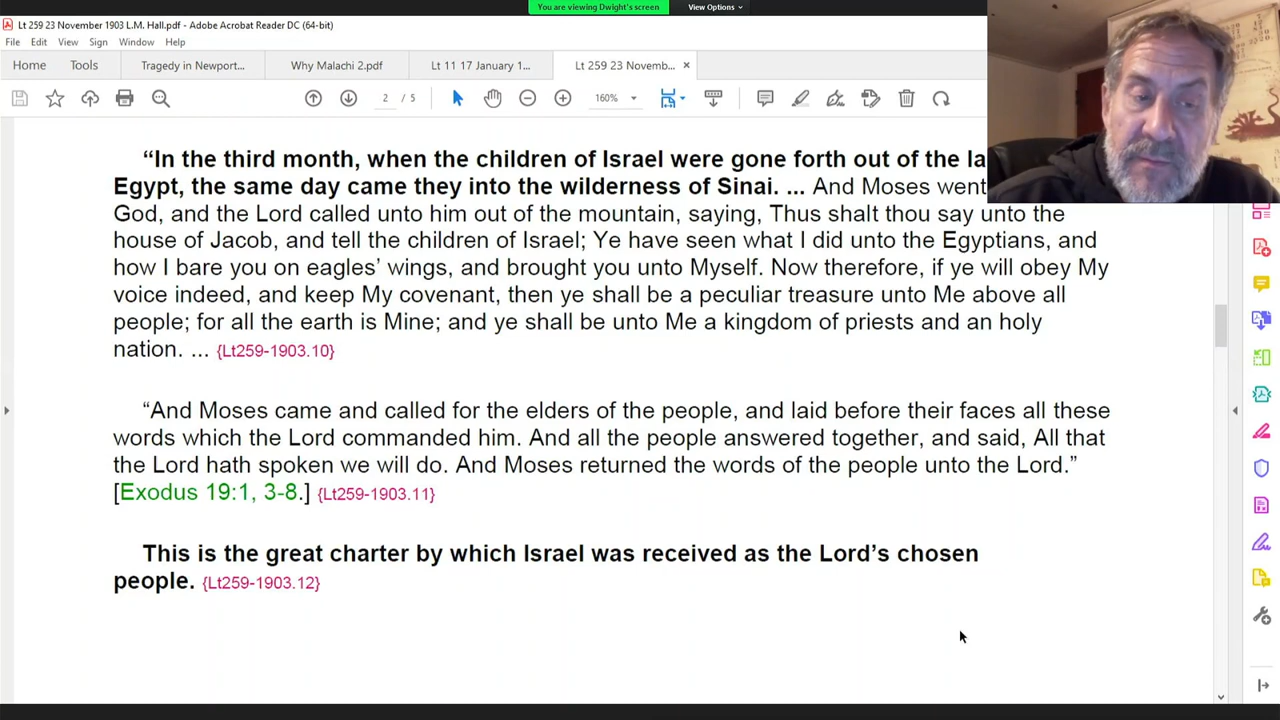 You are viewing Dwight's screen View Options
Lt 259 23 November 1903 L.M. Hall.pdf - Adobe Acrobat Reader DC (64-bit)
File Edit View Sign Window Help
Home Tools Tragedy in Newport... Why Malachi 2.pdf Lt 11 17 January 1... Lt 259 23 Novemb... ×
2 / 5 160%
“In the third month, when the children of Israel were gone forth out of the
Egypt, the same day came they into the wilderness of Sinai. ... And Moses went
God, and the Lord called unto him out of the mountain, saying, Thus shalt thou say unto the
house of Jacob, and tell the children of Israel; Ye have seen what I did unto the Egyptians, and
how I bare you on eagles’ wings, and brought you unto Myself. Now therefore, if ye will obey My
voice indeed, and keep My covenant, then ye shall be a peculiar treasure unto Me above all
people; for all the earth is Mine; and ye shall be unto Me a kingdom of priests and an holy
nation. ... {Lt259-1903.10}
“And Moses came and called for the elders of the people, and laid before their faces all these
words which the Lord commanded him. And all the people answered together, and said, All that
the Lord hath spoken we will do. And Moses returned the words of the people unto the Lord.”
[Exodus 19:1, 3-8.] {Lt259-1903.11}
This is the great charter by which Israel was received as the Lord’s chosen
people. {Lt259-1903.12}